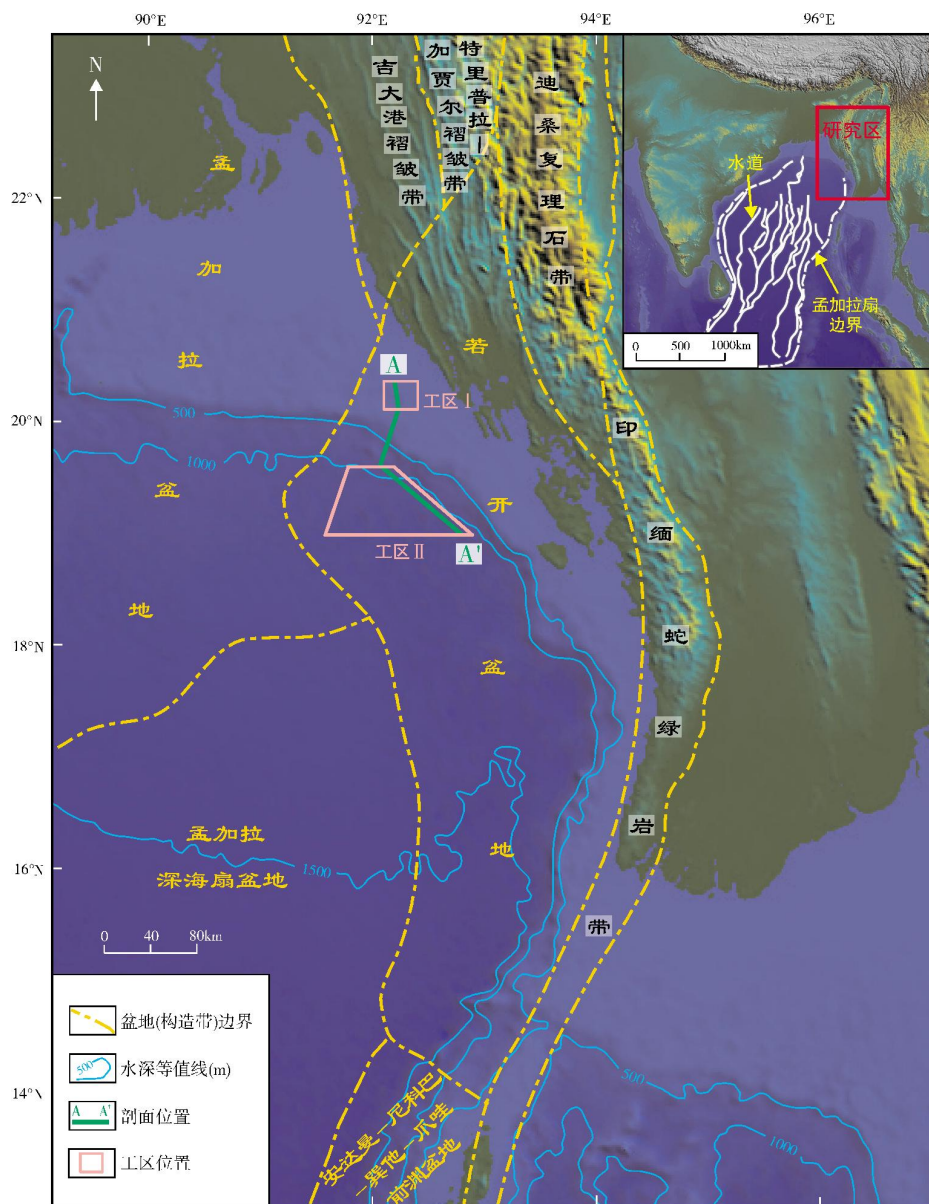 90°E
92°E
94°E
96°E
N
22°N
20°N
18°N
16°N
14°N
吉大港褶皱带
加贾尔褶皱带
特里普拉—
迪桑复理石带
研究区
水道
孟加拉扇
边界
0 500 1000km
孟加拉盆地
若开盆地
印缅蛇绿岩带
A
工区Ⅰ
500
1000
工区Ⅱ
A'
孟加拉
深海扇盆地
1500
0 40 80km
安达曼—尼科巴
—巽他—爪哇
前渊盆地
500
1000
盆地(构造带)边界
500
水深等值线(m)
A A'
剖面位置
工区位置